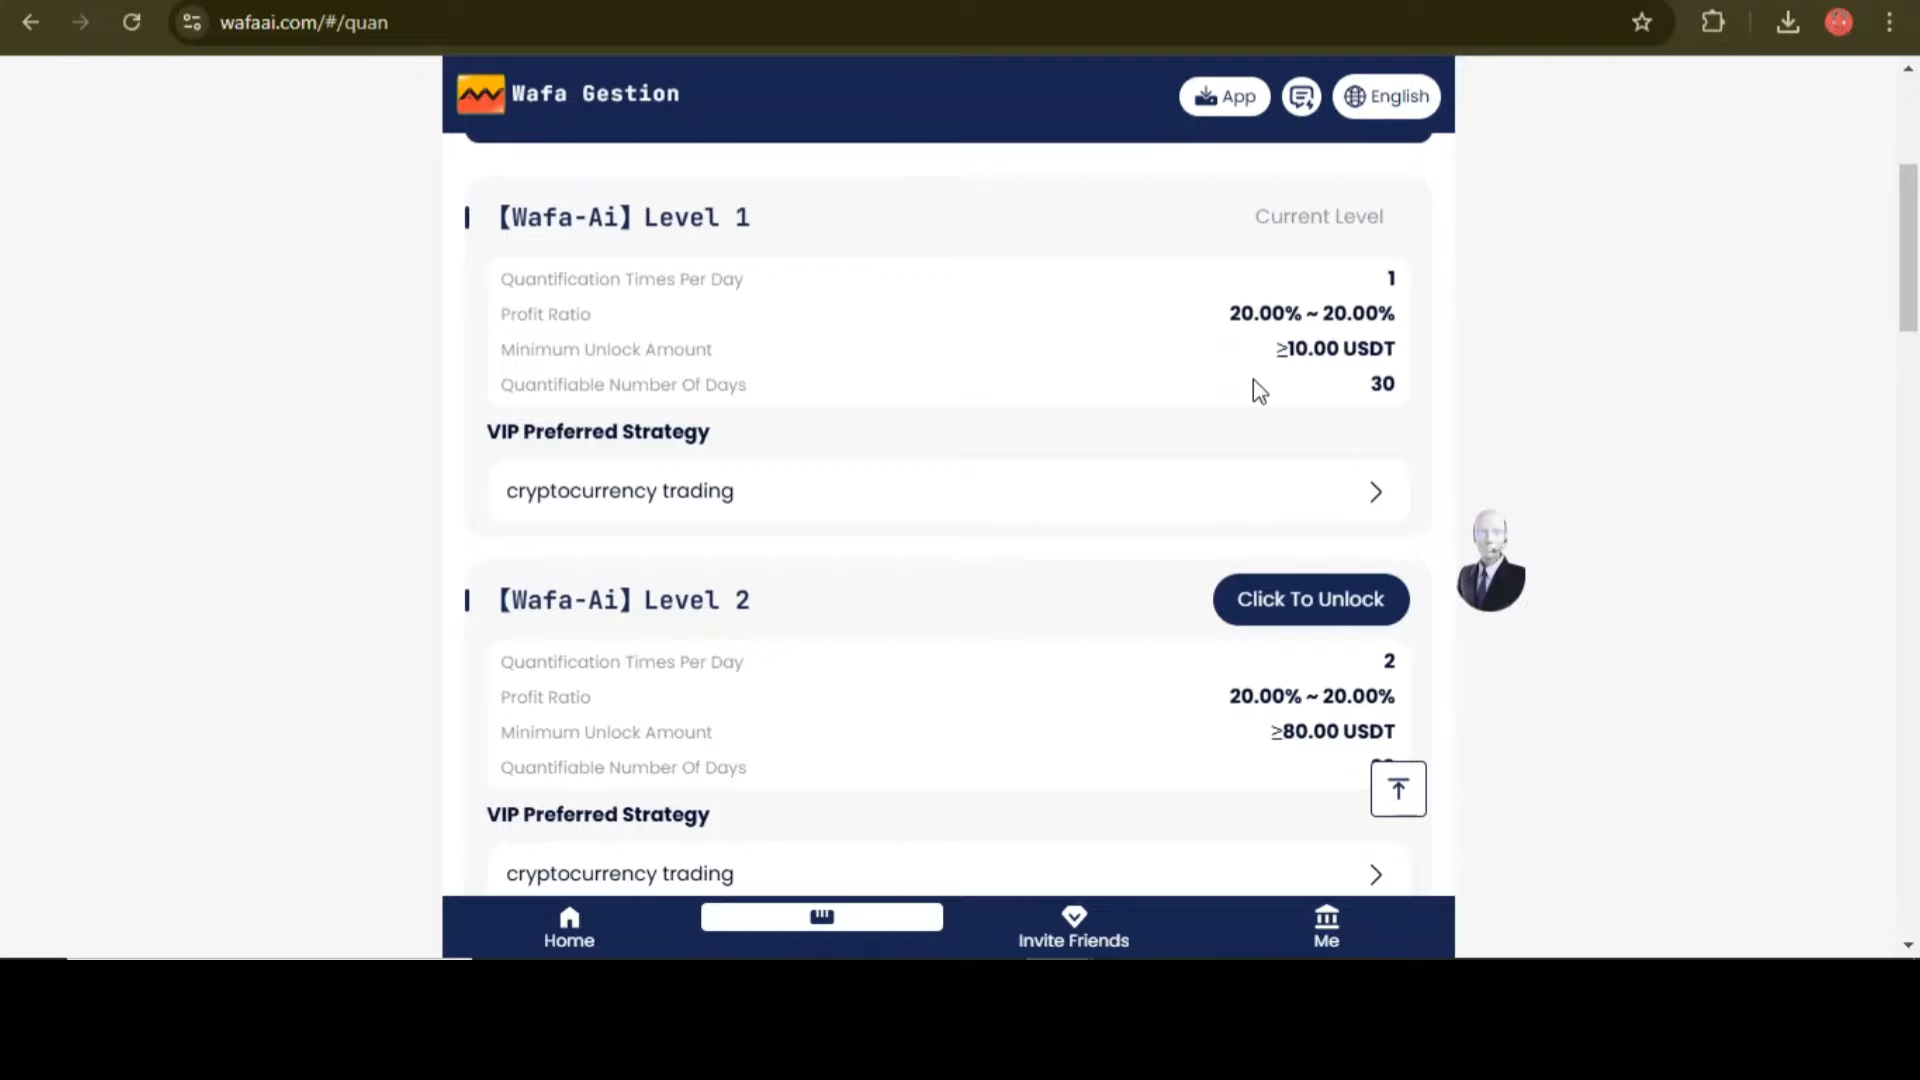 wafaai.com/#/quan
Wafa Gestion
App
English
【Wafa-Ai】Level 1
Current Level
Quantification Times Per Day 1
Profit Ratio 20.00% ~ 20.00%
Minimum Unlock Amount ≥10.00 USDT
Quantifiable Number Of Days 30
VIP Preferred Strategy
cryptocurrency trading
【Wafa-Ai】Level 2
Click To Unlock
Quantification Times Per Day 2
Profit Ratio 20.00% ~ 20.00%
Minimum Unlock Amount ≥80.00 USDT
Quantifiable Number Of Days
VIP Preferred Strategy
cryptocurrency trading
Home
Invite Friends
Me